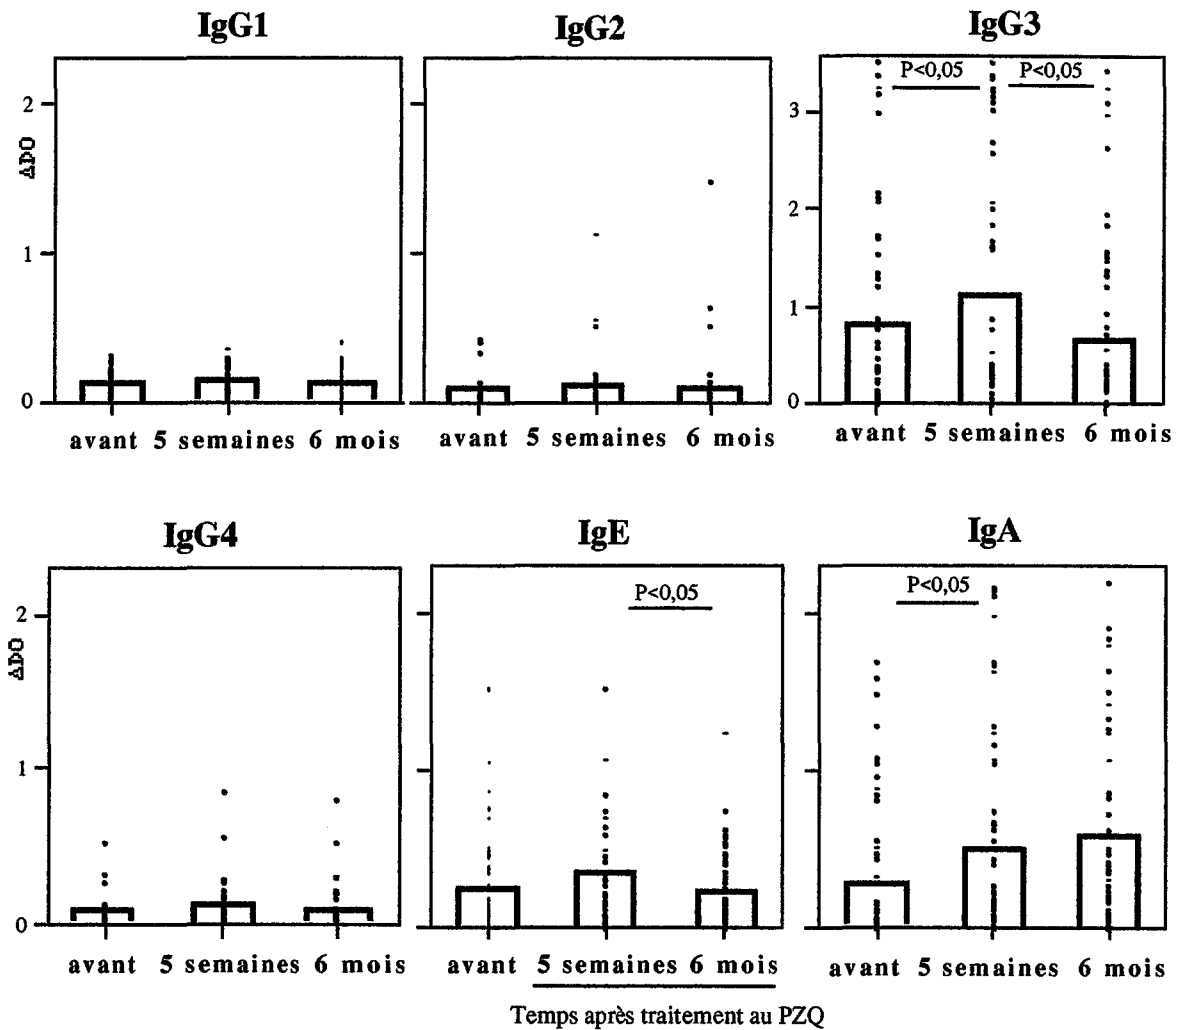 IgG1
IgG2
IgG3
P<0,05
P<0,05
2
1
0
ΔDO
3
2
1
0
avant 5 semaines 6 mois
avant 5 semaines 6 mois
avant 5 semaines 6 mois
IgG4
IgE
IgA
P<0,05
P<0,05
2
1
0
ΔDO
avant 5 semaines 6 mois
avant 5 semaines 6 mois
avant 5 semaines 6 mois
Temps après traitement au PZQ